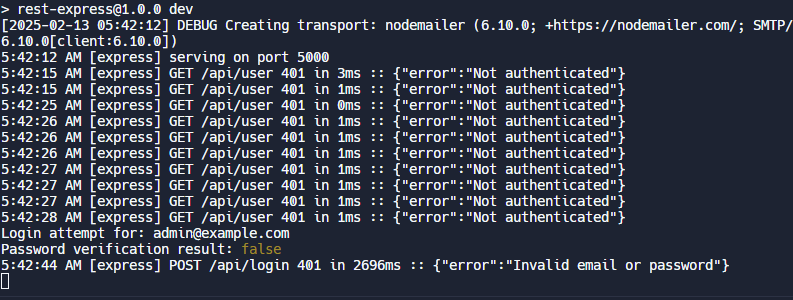 > rest-express@1.0.0 dev
[2025-02-13 05:42:12] DEBUG Creating transport: nodemailer (6.10.0; +https://nodemailer.com/; SMTP/
6.10.0[client:6.10.0])
5:42:12 AM [express] serving on port 5000
5:42:15 AM [express] GET /api/user 401 in 3ms :: {"error":"Not authenticated"}
5:42:15 AM [express] GET /api/user 401 in 1ms :: {"error":"Not authenticated"}
5:42:25 AM [express] GET /api/user 401 in 0ms :: {"error":"Not authenticated"}
5:42:26 AM [express] GET /api/user 401 in 1ms :: {"error":"Not authenticated"}
5:42:26 AM [express] GET /api/user 401 in 1ms :: {"error":"Not authenticated"}
5:42:26 AM [express] GET /api/user 401 in 1ms :: {"error":"Not authenticated"}
5:42:27 AM [express] GET /api/user 401 in 1ms :: {"error":"Not authenticated"}
5:42:27 AM [express] GET /api/user 401 in 1ms :: {"error":"Not authenticated"}
5:42:27 AM [express] GET /api/user 401 in 1ms :: {"error":"Not authenticated"}
5:42:28 AM [express] GET /api/user 401 in 1ms :: {"error":"Not authenticated"}
Login attempt for: admin@example.com
Password verification result: false
5:42:44 AM [express] POST /api/login 401 in 2696ms :: {"error":"Invalid email or password"}